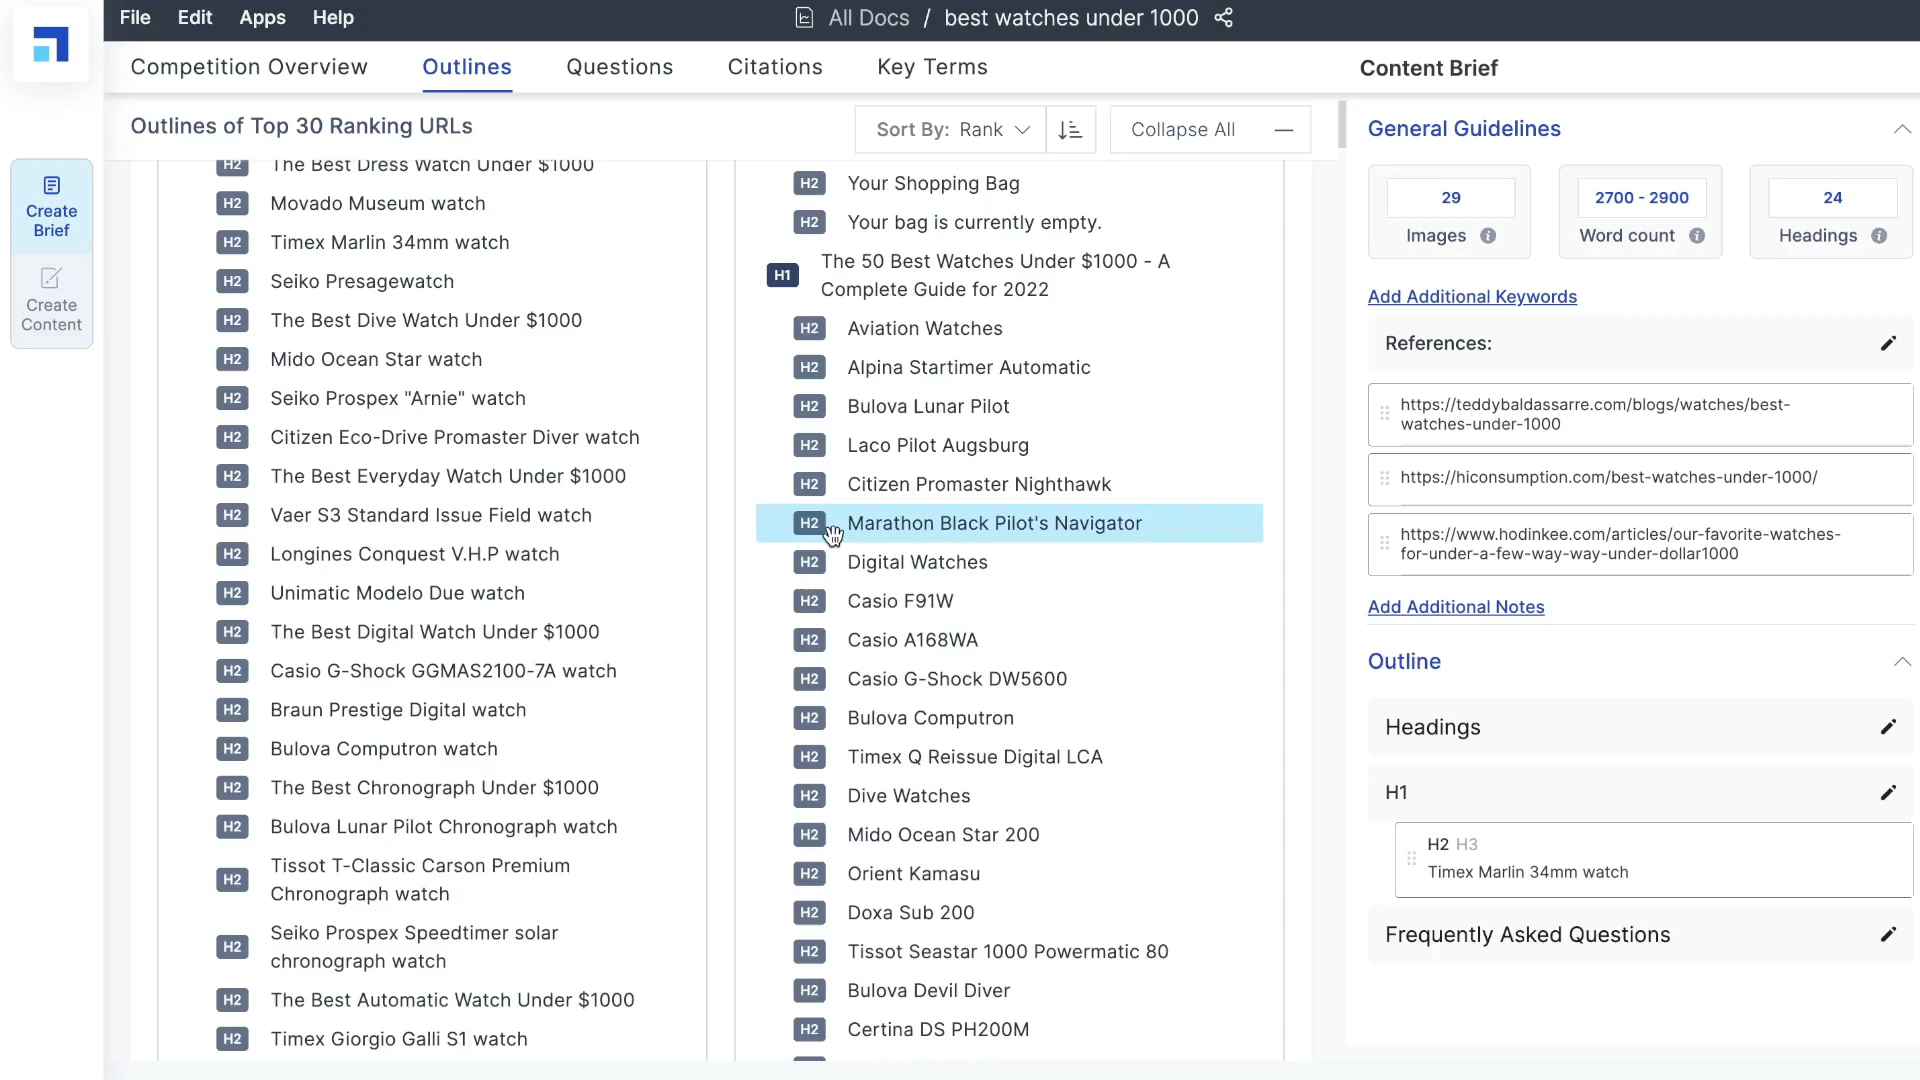 File Edit Apps Help
All Docs / best watches under 1000
Competition Overview Outlines Questions Citations Key Terms
Content Brief
Outlines of Top 30 Ranking URLs
Sort By: Rank
Collapse All
Create
Brief
Create
Content
H2 The Best Dress Watch Under $1000
H2 Movado Museum watch
H2 Timex Marlin 34mm watch
H2 Seiko Presagewatch
H2 The Best Dive Watch Under $1000
H2 Mido Ocean Star watch
H2 Seiko Prospex "Arnie" watch
H2 Citizen Eco-Drive Promaster Diver watch
H2 The Best Everyday Watch Under $1000
H2 Vaer S3 Standard Issue Field watch
H2 Longines Conquest V.H.P watch
H2 Unimatic Modelo Due watch
H2 The Best Digital Watch Under $1000
H2 Casio G-Shock GGMAS2100-7A watch
H2 Braun Prestige Digital watch
H2 Bulova Computron watch
H2 The Best Chronograph Under $1000
H2 Bulova Lunar Pilot Chronograph watch
H2 Tissot T-Classic Carson Premium
Chronograph watch
H2 Seiko Prospex Speedtimer solar
chronograph watch
H2 The Best Automatic Watch Under $1000
H2 Timex Giorgio Galli S1 watch
H2 Your Shopping Bag
H2 Your bag is currently empty.
H1 The 50 Best Watches Under $1000 - A
Complete Guide for 2022
H2 Aviation Watches
H2 Alpina Startimer Automatic
H2 Bulova Lunar Pilot
H2 Laco Pilot Augsburg
H2 Citizen Promaster Nighthawk
H2 Marathon Black Pilot's Navigator
H2 Digital Watches
H2 Casio F91W
H2 Casio A168WA
H2 Casio G-Shock DW5600
H2 Bulova Computron
H2 Timex Q Reissue Digital LCA
H2 Dive Watches
H2 Mido Ocean Star 200
H2 Orient Kamasu
H2 Doxa Sub 200
H2 Tissot Seastar 1000 Powermatic 80
H2 Bulova Devil Diver
H2 Certina DS PH200M
General Guidelines
29 2700 - 2900 24
Images Word count Headings
Add Additional Keywords
References:
https://teddybaldassarre.com/blogs/watches/best-
watches-under-1000
https://hiconsumption.com/best-watches-under-1000/
https://www.hodinkee.com/articles/our-favorite-watches-
for-under-a-few-way-way-under-dollar1000
Add Additional Notes
Outline
Headings
H1
H2 H3
Timex Marlin 34mm watch
Frequently Asked Questions